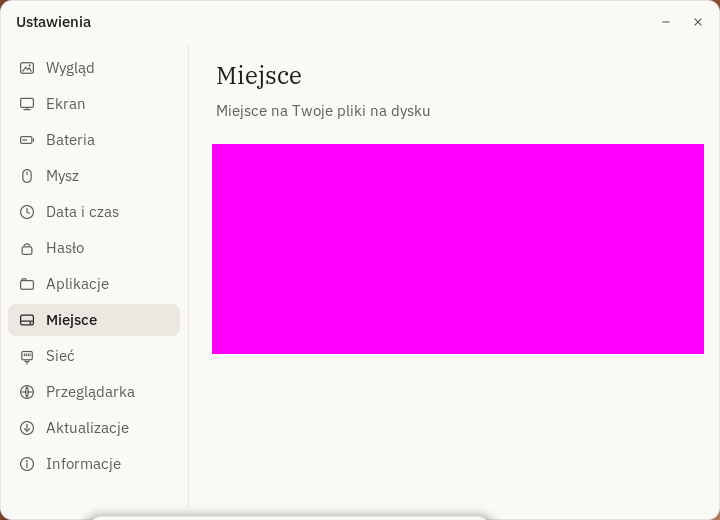 Ustawienia
Wygląd
Ekran
Bateria
Mysz
Data i czas
Hasło
Aplikacje
Miejsce
Sieć
Przeglądarka
Aktualizacje
Informacje
Miejsce
Miejsce na Twoje pliki na dysku